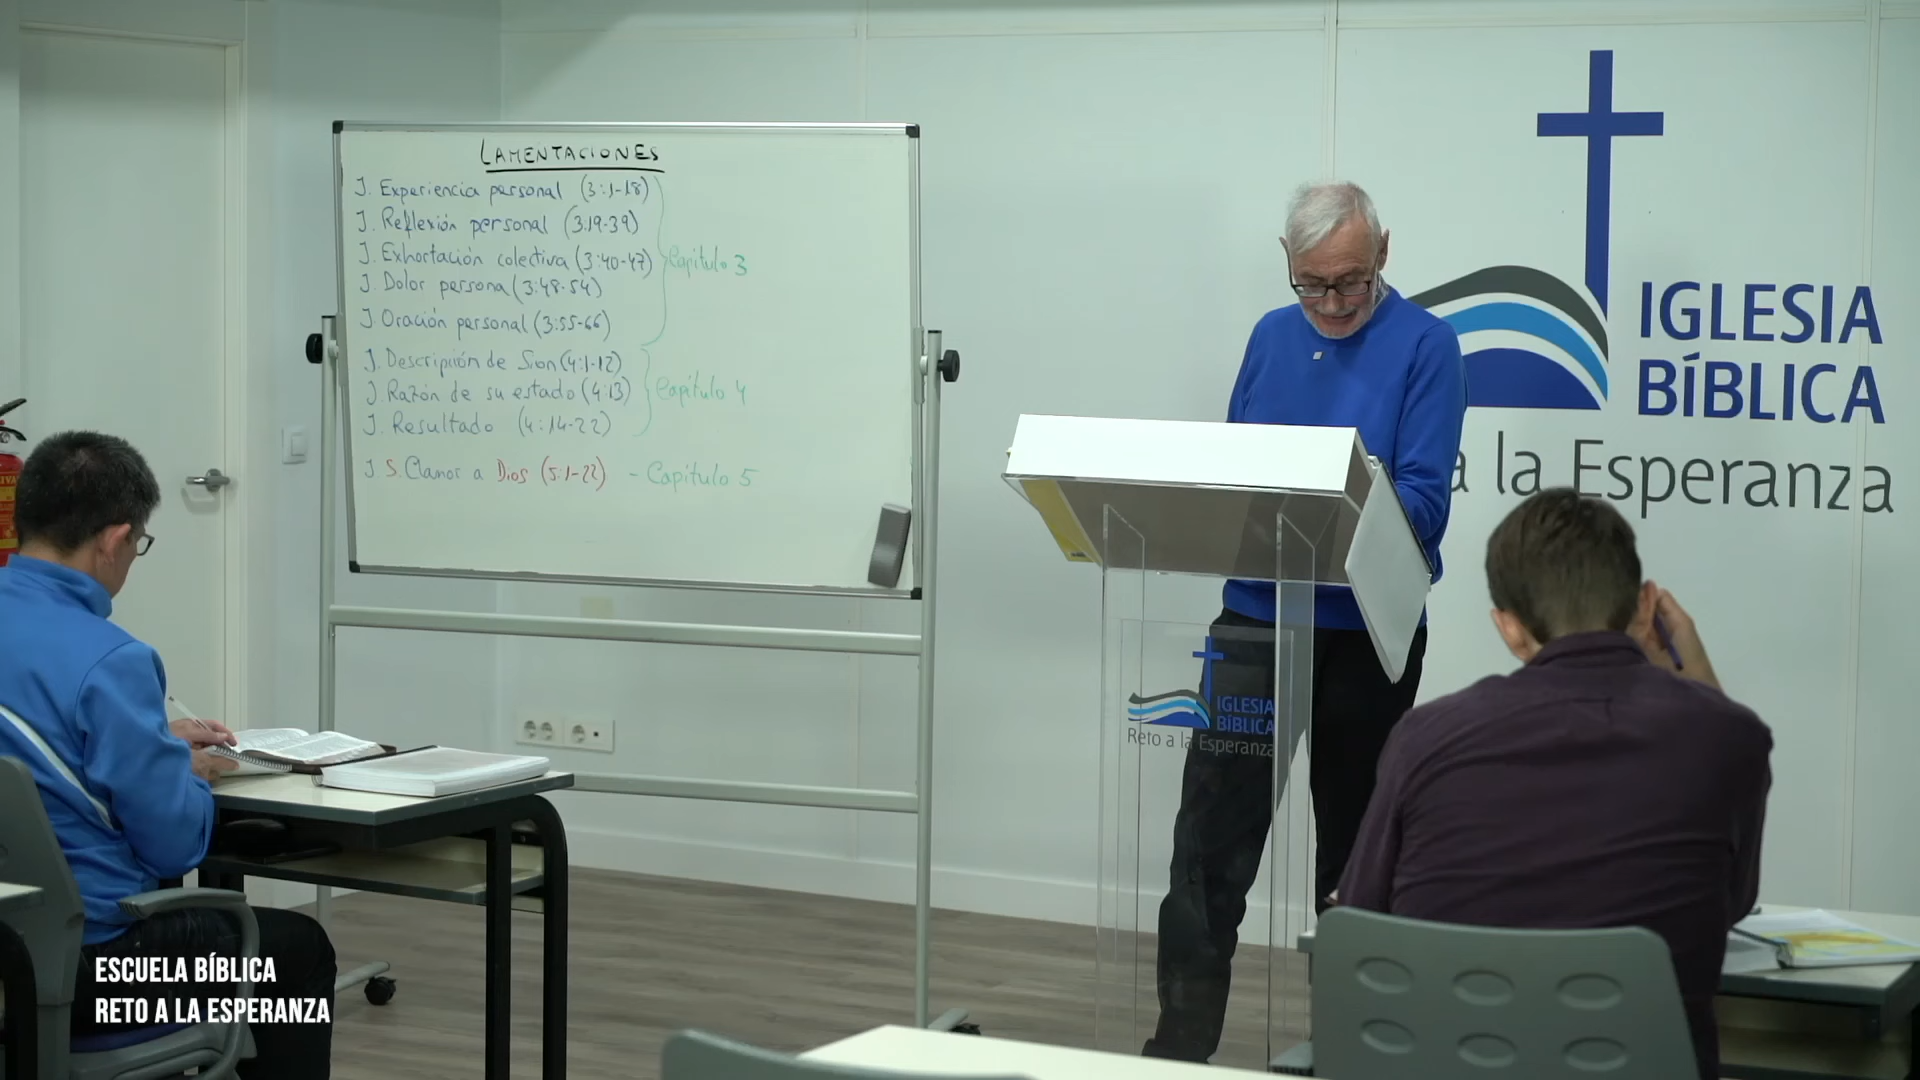 LAMENTACIONES
J. Experiencia personal (3:1-18)
J. Reflexión personal (3:19-39)
J. Exhortación colectiva (3:40-47)
Capítulo 3
J. Dolor persona (3:48-54)
J. Oración personal (3:55-66)
J. Descripción de Sion (4:1-12)
J. Razón de su estado (4:13)
Capítulo 4
J. Resultado (4:14-22)
J S. Clamor a Dios (5:1-22) - Capítulo 5
IGLESIA
BÍBLICA
a la Esperanza
IGLESIA
BÍBLICA
Reto a la Esperanza
ESCUELA BÍBLICA
RETO A LA ESPERANZA